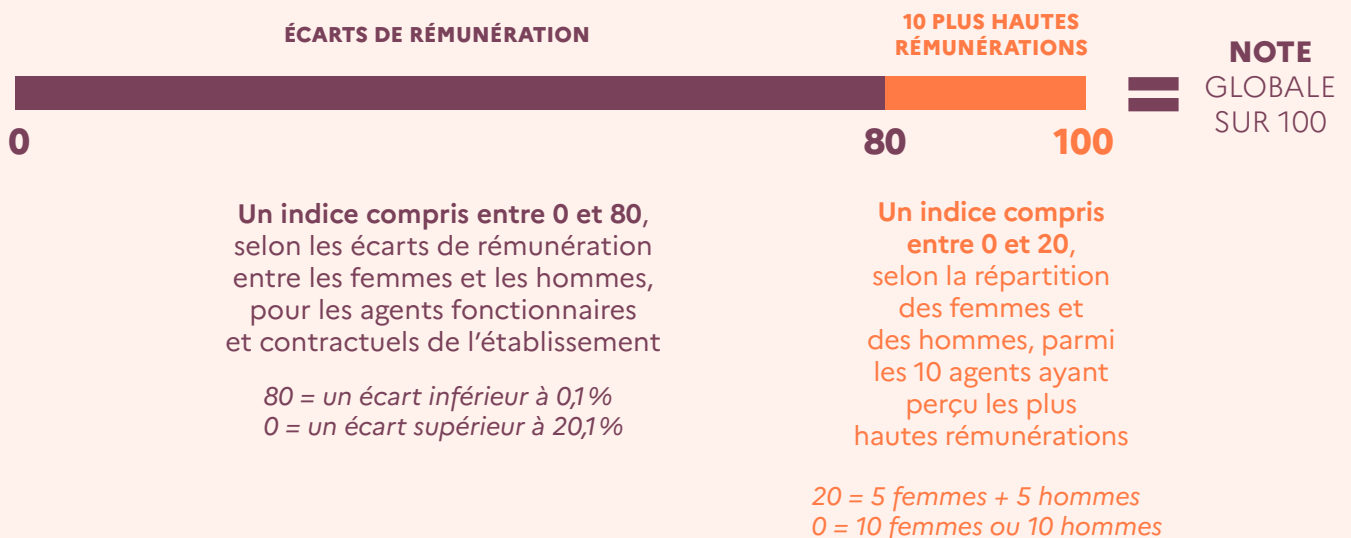 ÉCARTS DE RÉMUNÉRATION
10 PLUS HAUTES
RÉMUNÉRATIONS
NOTE
GLOBALE
SUR 100
0
80
100
Un indice compris entre 0 et 80,
selon les écarts de rémunération
entre les femmes et les hommes,
pour les agents fonctionnaires
et contractuels de l’établissement
80 = un écart inférieur à 0,1%
0 = un écart supérieur à 20,1%
Un indice compris
entre 0 et 20,
selon la répartition
des femmes et
des hommes, parmi
les 10 agents ayant
perçu les plus
hautes rémunérations
20 = 5 femmes + 5 hommes
0 = 10 femmes ou 10 hommes